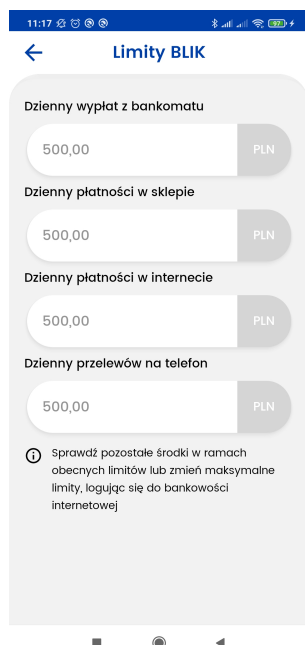 11:17 97
Limity BLIK
Dzienny wypłat z bankomatu
500,00 PLN
Dzienny płatności w sklepie
500,00 PLN
Dzienny płatności w internecie
500,00 PLN
Dzienny przelewów na telefon
500,00 PLN
Sprawdź pozostałe środki w ramach
obecnych limitów lub zmień maksymalne
limity, logując się do bankowości
internetowej